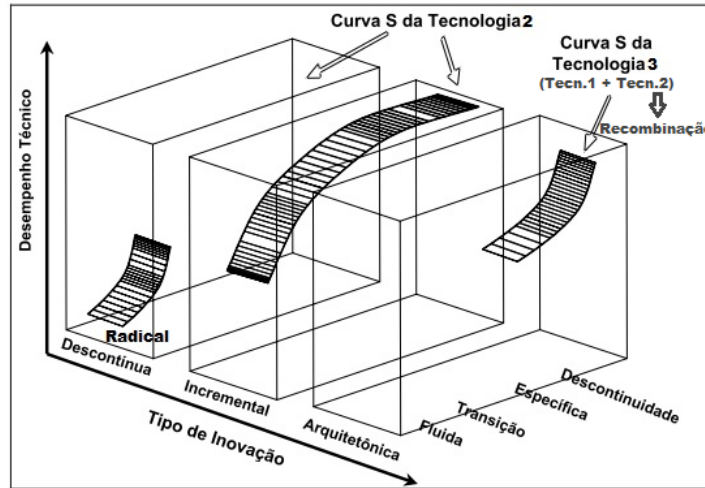 Curva S da Tecnologia 2
Curva S da
Tecnologia 3
(Tecn.1 + Tecn.2)
Recombinação
Desempenho Técnico
Radical
Descontínua
Incremental
Arquitetônica
Fluida
Transição
Específica
Descontinuidade
Tipo de Inovação